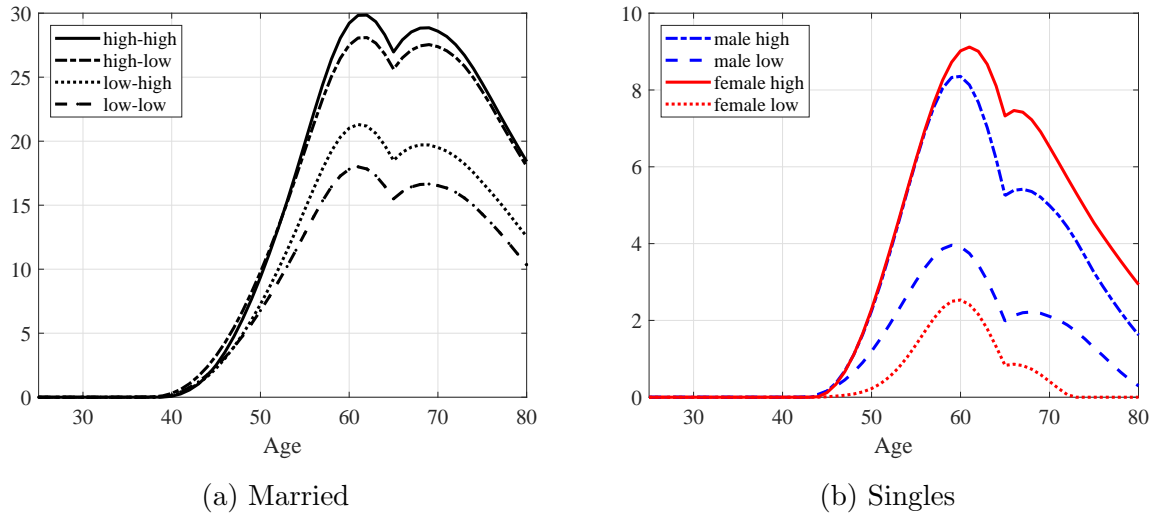 30
25
20
15
10
5
0
high-high
high-low
low-high
low-low
30 40 50 60 70 80
Age
(a) Married
10
8
6
4
2
0
male high
male low
female high
female low
30 40 50 60 70 80
Age
(b) Singles